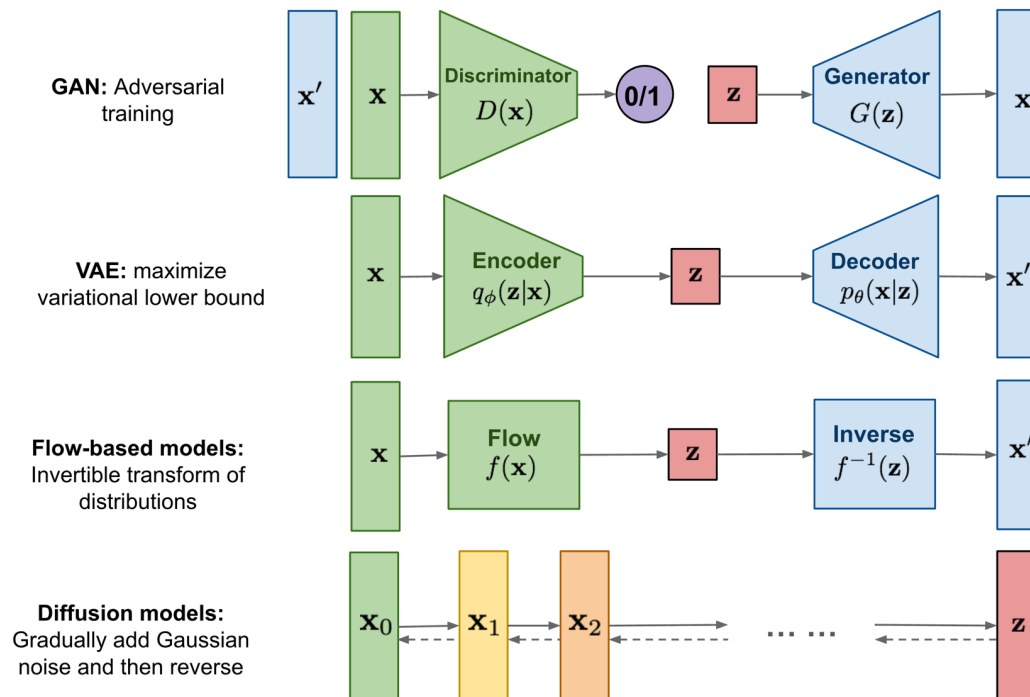 GAN: Adversarial
training
x′
x
Discriminator
D(x)
0/1
z
Generator
G(z)
x
VAE: maximize
variational lower bound
x
Encoder
qϕ(z|x)
z
Decoder
pθ(x|z)
x′
Flow-based models:
Invertible transform of
distributions
x
Flow
f(x)
z
Inverse
f⁻¹(z)
x′
Diffusion models:
Gradually add Gaussian
noise and then reverse
x₀
x₁
x₂
... ...
z